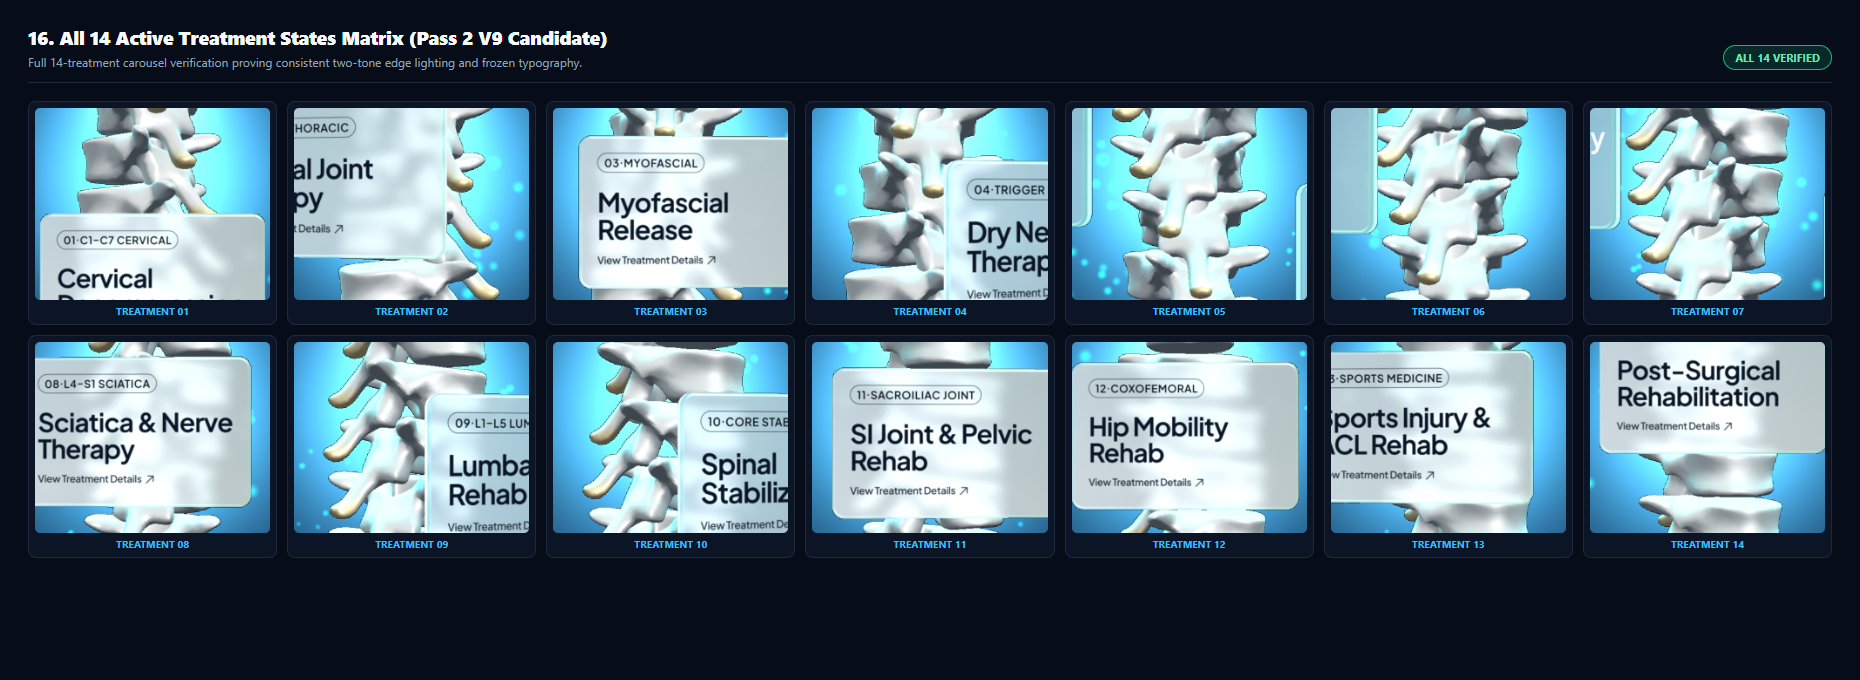 16. All 14 Active Treatment States Matrix (Pass 2 V9 Candidate)
Full 14-treatment carousel verification proving consistent two-tone edge lighting and frozen typography.
ALL 14 VERIFIED
01·C1–C7 CERVICAL
Cervical
TREATMENT 01
HORACIC
al Joint
py
t Details ↗
TREATMENT 02
03·MYOFASCIAL
Myofascial
Release
View Treatment Details ↗
TREATMENT 03
04·TRIGGER
Dry Ne
Therap
View Treatment D
TREATMENT 04
TREATMENT 05
TREATMENT 06
y
TREATMENT 07
08·L4–S1 SCIATICA
Sciatica & Nerve
Therapy
View Treatment Details ↗
TREATMENT 08
09·L1–L5 LUM
Lumba
Rehab
View Treatment D
TREATMENT 09
10·CORE STAB
Spinal
Stabiliz
View Treatment De
TREATMENT 10
11·SACROILIAC JOINT
SI Joint & Pelvic
Rehab
View Treatment Details ↗
TREATMENT 11
12·COXOFEMORAL
Hip Mobility
Rehab
View Treatment Details ↗
TREATMENT 12
3·SPORTS MEDICINE
Sports Injury &
ACL Rehab
ew Treatment Details ↗
TREATMENT 13
Post-Surgical
Rehabilitation
View Treatment Details ↗
TREATMENT 14